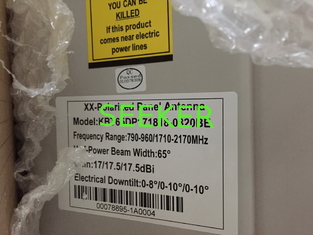 YOU CAN BE
KILLED
If this product
comes near electric
power lines
XX-Polarized Panel Antenna
Frequency Range:790-960/1710-2170MHz
Half-Power Beam Width:65°
Gain:17/17.5/17.5dBi
Electrical Downtilt:0-8°/0-10°/0-10°
00078895-1A0004